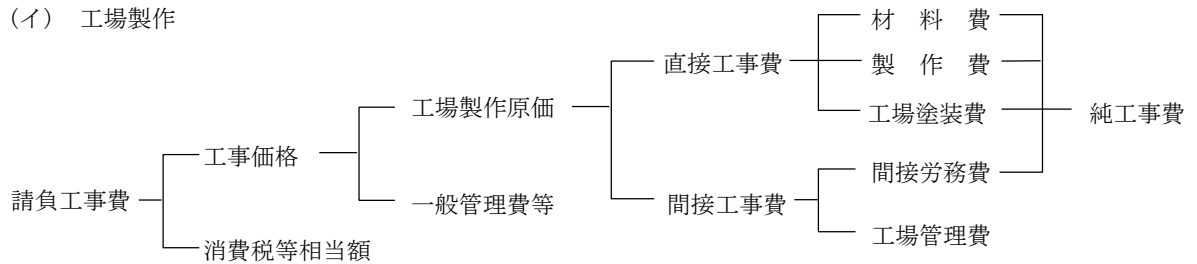 （イ） 工場製作
材 料 費
直接工事費
製 作 費
工場製作原価
工場塗装費
純工事費
工事価格
間接労務費
請負工事費
一般管理費等
間接工事費
工場管理費
消費税等相当額